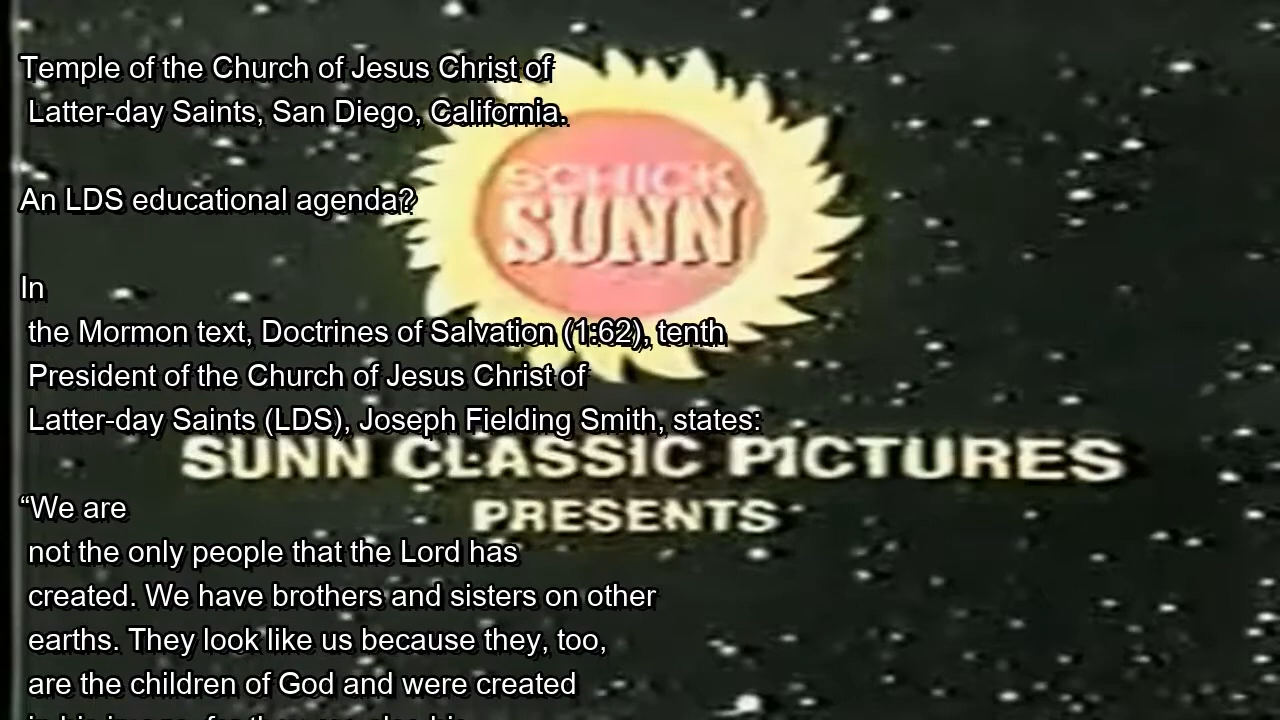 Temple of the Church of Jesus Christ of
Latter-day Saints, San Diego, California.
An LDS educational agenda?
In
the Mormon text, Doctrines of Salvation (1:62), tenth
President of the Church of Jesus Christ of
Latter-day Saints (LDS), Joseph Fielding Smith, states:
“We are
not the only people that the Lord has
created. We have brothers and sisters on other
earths. They look like us because they, too,
are the children of God and were created
SCHICK
SUNN
SUNN CLASSIC PICTURES
PRESENTS